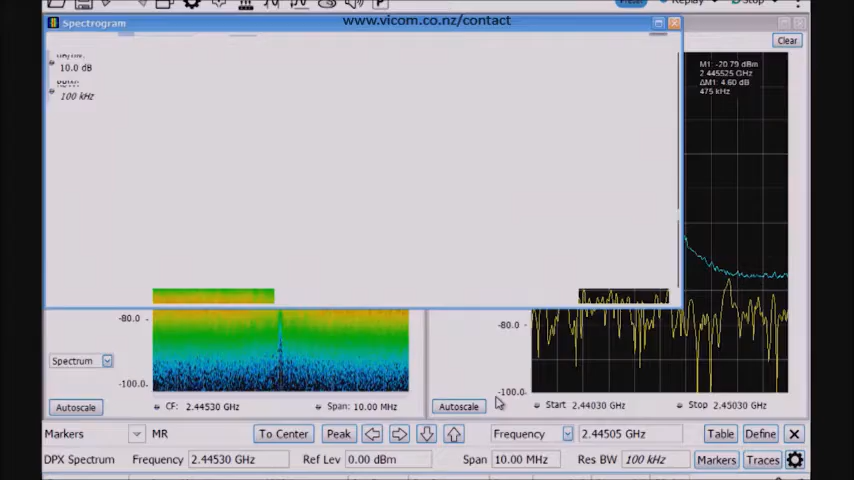 Preset
Replay
Stop
www.vicom.co.nz/contact
Spectrogram
Clear
10.0 dB
100 kHz
M1: -20.79 dBm
2.445525 GHz
ΔM1: 4.60 dB
475 kHz
-80.0
-80.0
Spectrum
-100.0
-100.0
Autoscale
CF: 2.44530 GHz
Span: 10.00 MHz
Autoscale
Start 2.44030 GHz
Stop 2.45030 GHz
Markers
MR
To Center
Peak
Frequency
2.44505 GHz
Table
Define
DPX Spectrum
Frequency
2.44530 GHz
Ref Lev
0.00 dBm
Span
10.00 MHz
Res BW
100 kHz
Markers
Traces